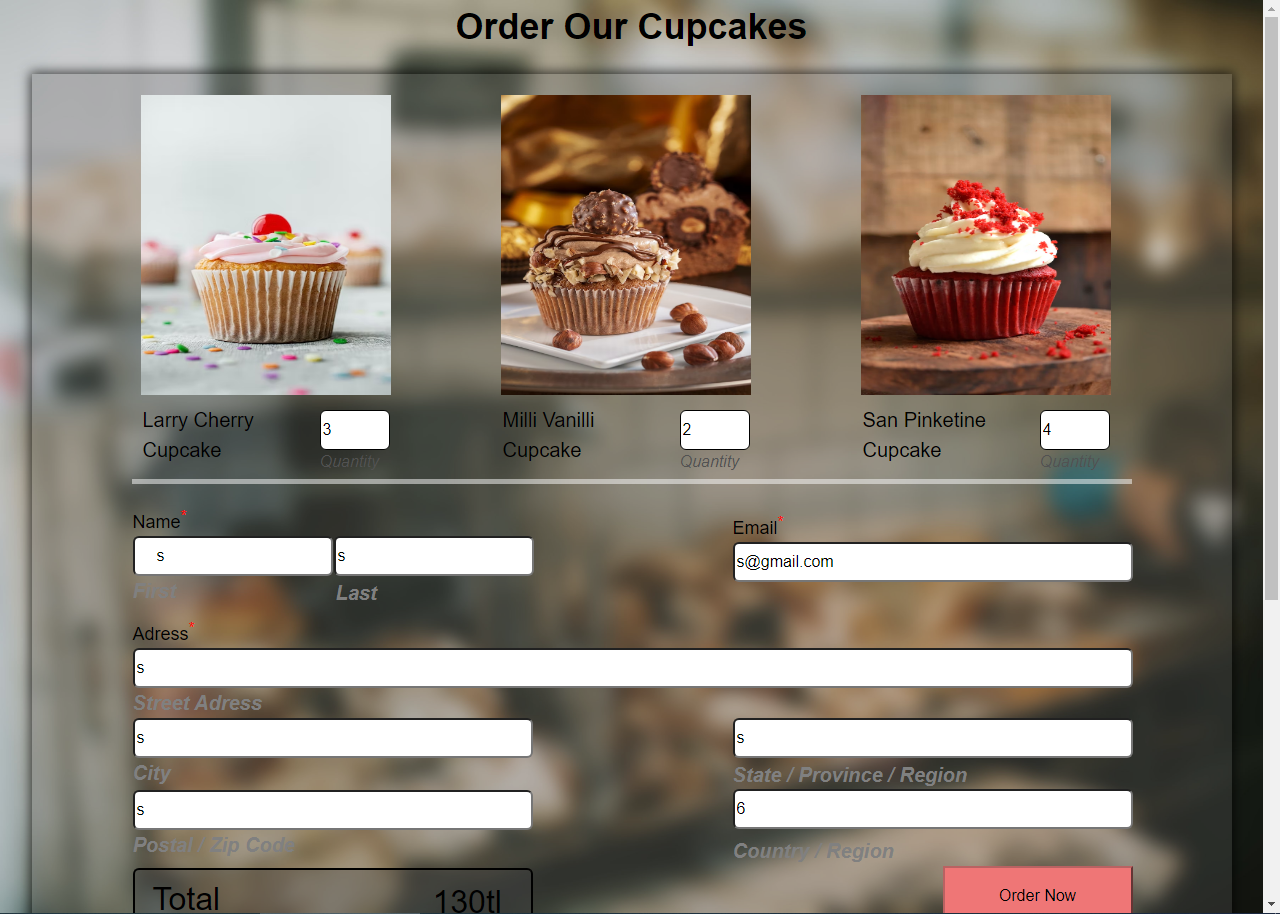 Order Our Cupcakes
Larry Cherry
Cupcake
3
Quantity
Milli Vanilli
Cupcake
2
Quantity
San Pinketine
Cupcake
4
Quantity
Name*
s
s
First
Last
Email*
s@gmail.com
Adress*
s
Street Adress
s
City
s
State / Province / Region
s
Postal / Zip Code
6
Country / Region
Total 130tl
Order Now